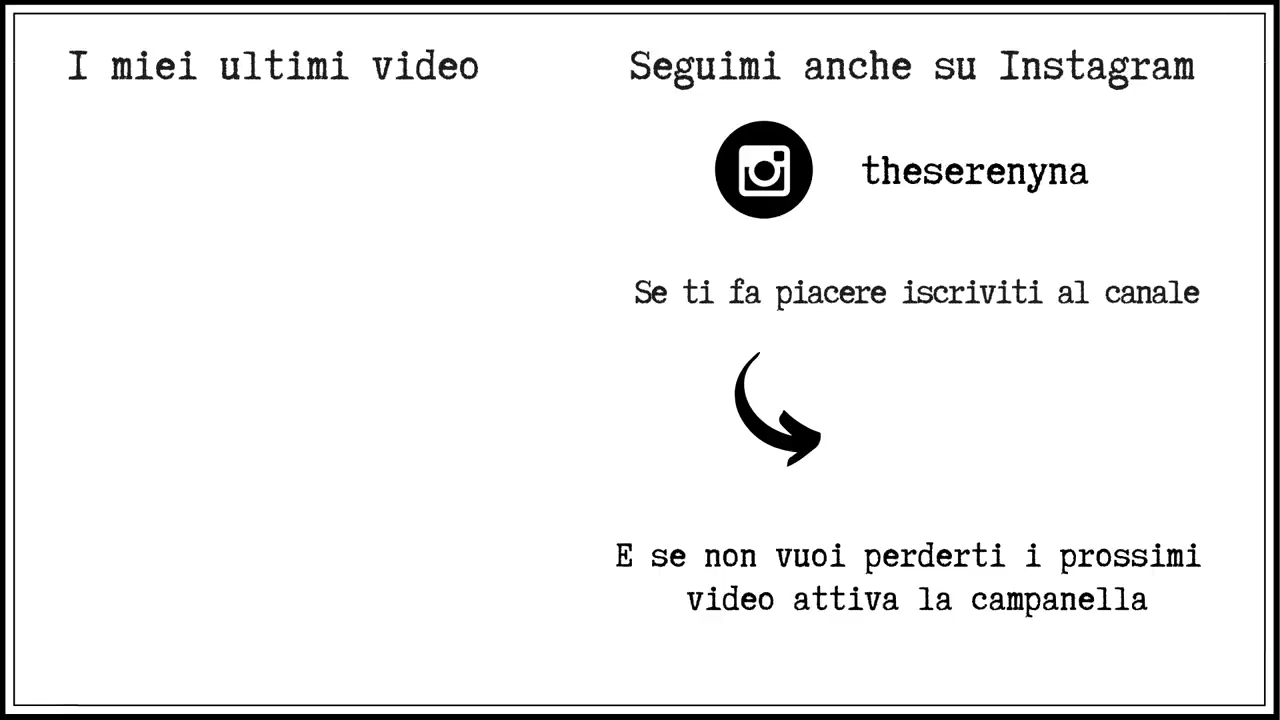 I miei ultimi video
Seguimi anche su Instagram
theserenyna
Se ti fa piacere iscriviti al canale
E se non vuoi perderti i prossimi
video attiva la campanella